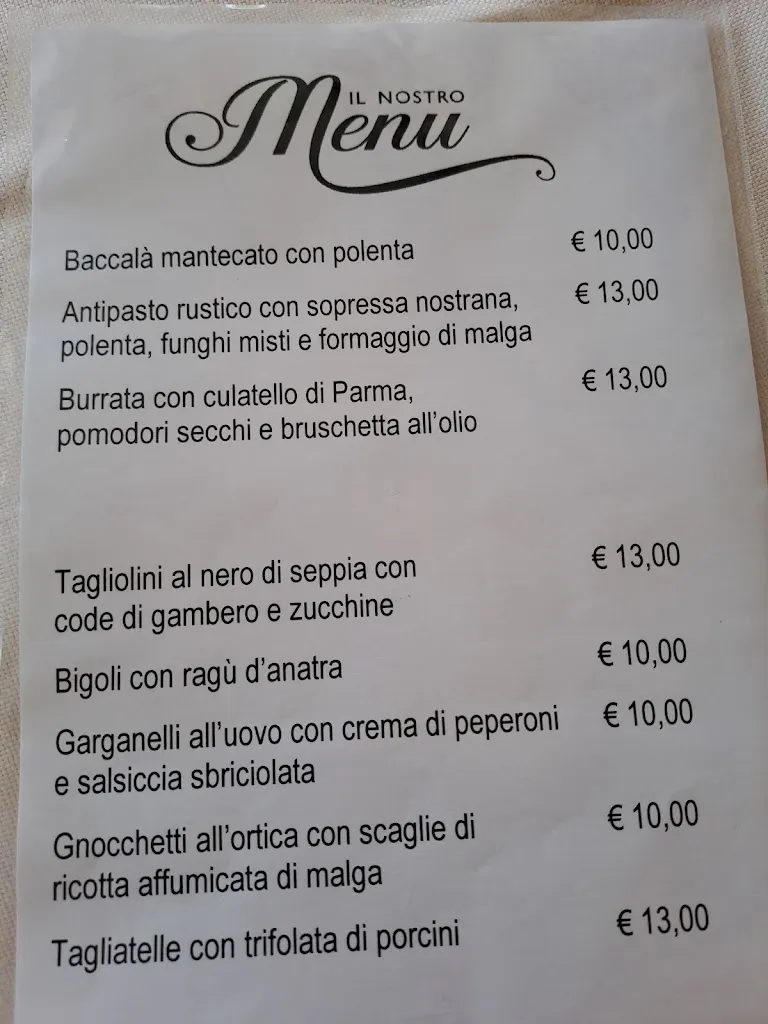 IL NOSTRO
Menu
Baccalà mantecato con polenta € 10,00
Antipasto rustico con sopressa nostrana, € 13,00
polenta, funghi misti e formaggio di malga
Burrata con culatello di Parma, € 13,00
pomodori secchi e bruschetta all'olio
Tagliolini al nero di seppia con € 13,00
code di gambero e zucchine
Bigoli con ragù d'anatra € 10,00
Garganelli all'uovo con crema di peperoni € 10,00
e salsiccia sbriciolata
Gnocchetti all'ortica con scaglie di € 10,00
ricotta affumicata di malga
Tagliatelle con trifolata di porcini € 13,00